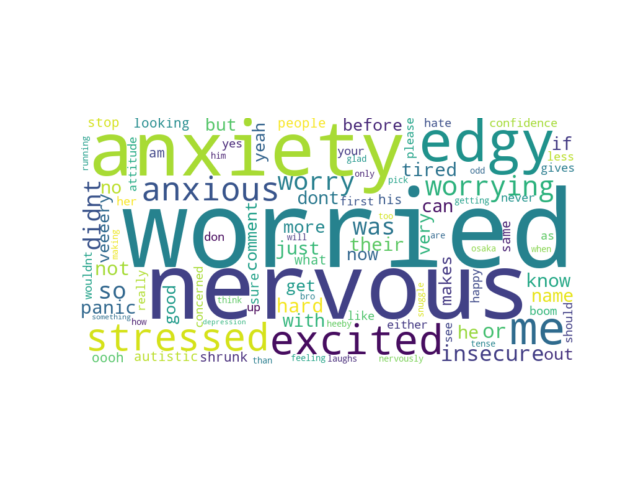 stop looking but people before hate confidence
running attitude am yes him yeah your glad please if less
anxiety edgy
only pick tired odd gives
no her anxious worry dont first his worrying getting never
didnt veeeery worried
don comment more was their can very are same as
wouldnt making not really what now osaka when
will too just
nervous
so good concerned think sure get bro hard snuggle makes happy know
panic up with like name
something how depression heeby either see he or me boom should
stressed excited
oooh autistic shrunk than feeling laughs nervously tense insecure out